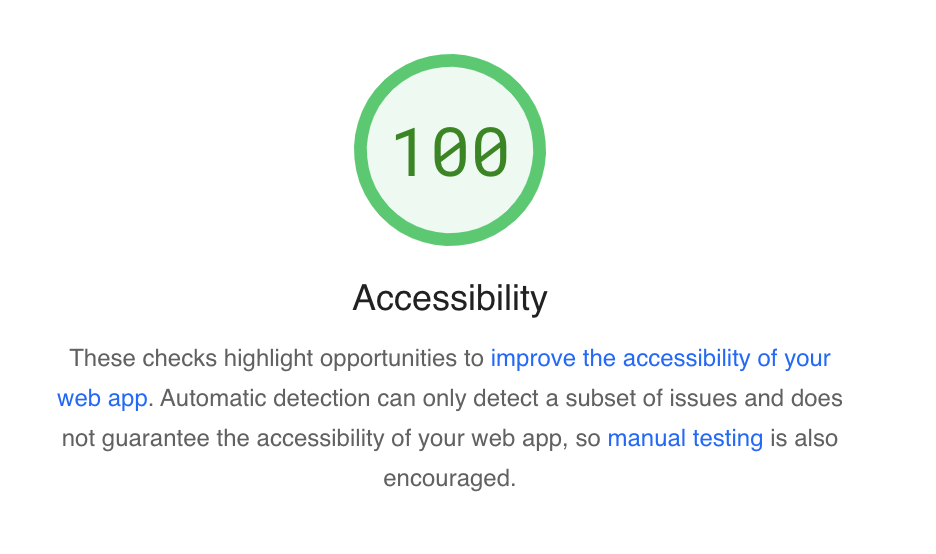 100
Accessibility
These checks highlight opportunities to improve the accessibility of your
web app. Automatic detection can only detect a subset of issues and does
not guarantee the accessibility of your web app, so manual testing is also
encouraged.